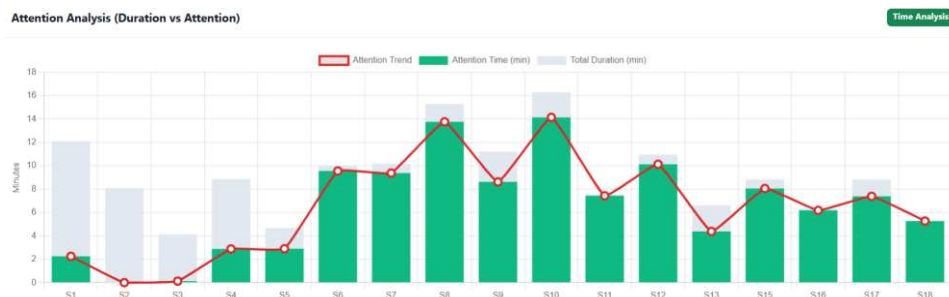 Attention Analysis (Duration vs Attention)
Time Analysis
Attention Trend Attention Time (min) Total Duration (min)
18
16
14
12
10
8
6
4
2
0
Minutes
S1 S2 S3 S4 S5 S6 S7 S8 S9 S10 S11 S12 S13 S15 S16 S17 S18